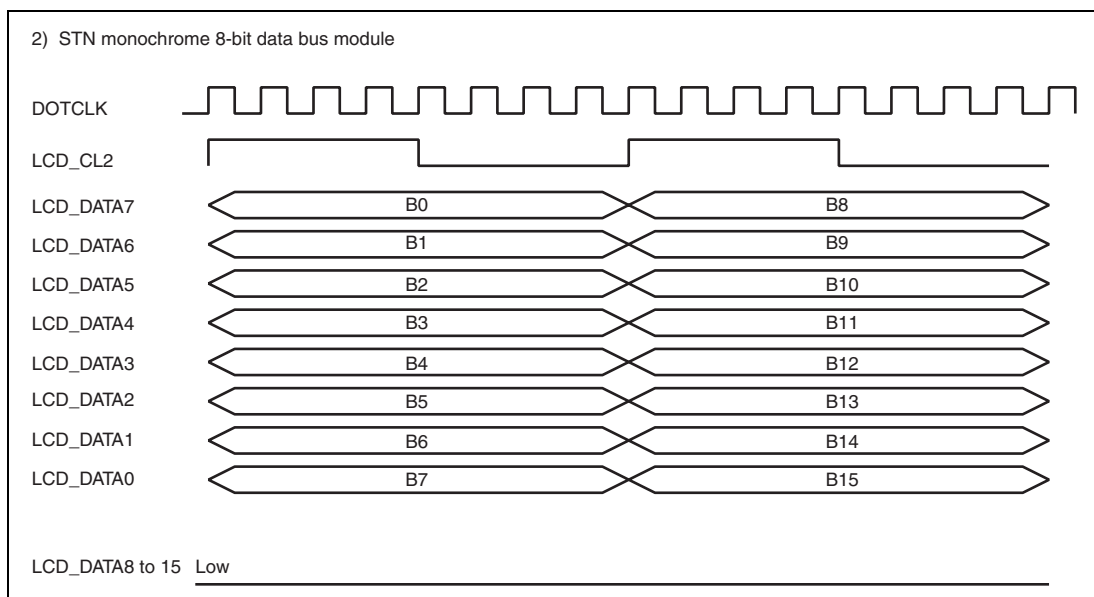 2) STN monochrome 8-bit data bus module
DOTCLK
LCD_CL2
LCD_DATA7 B0 B8
LCD_DATA6 B1 B9
LCD_DATA5 B2 B10
LCD_DATA4 B3 B11
LCD_DATA3 B4 B12
LCD_DATA2 B5 B13
LCD_DATA1 B6 B14
LCD_DATA0 B7 B15
LCD_DATA8 to 15 Low